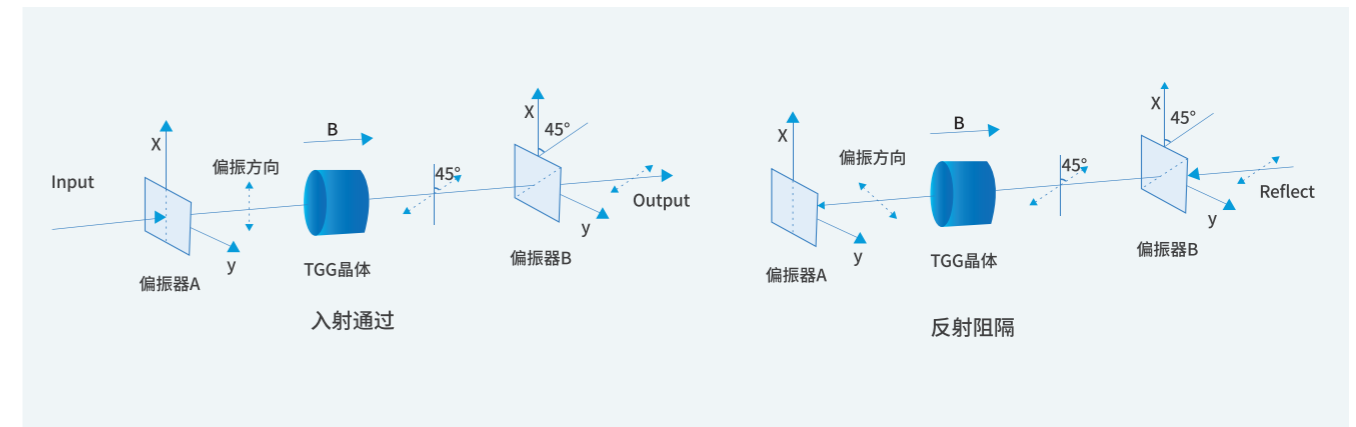 X
45°
B
X
偏振方向
45°
Input
Output
y
y
偏振器B
TGG晶体
偏振器A
入射通过
X
45°
B
X
偏振方向
45°
Reflect
y
y
偏振器B
TGG晶体
偏振器A
反射阻隔